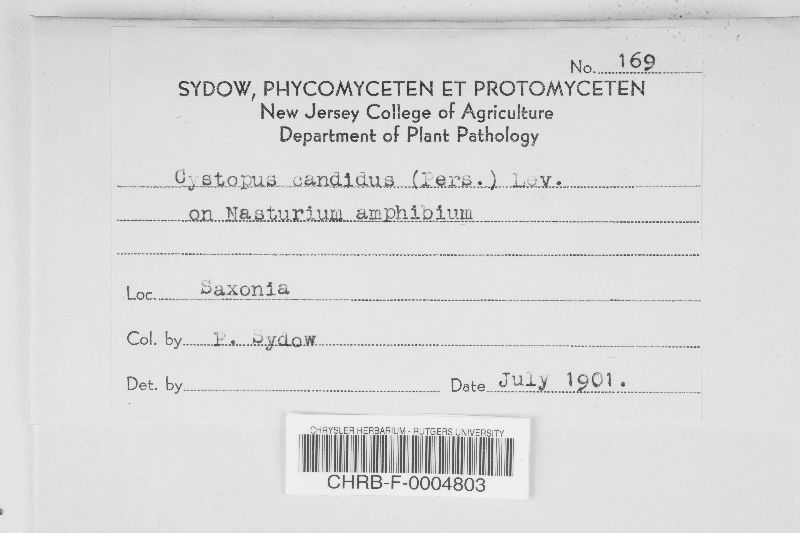 No. 169
SYDOW, PHYCOMYCETEN ET PROTOMYCETEN
New Jersey College of Agriculture
Department of Plant Pathology
Cystopus candidus (Pers.) Lev.
on Nasturium amphibium
Loc. Saxonia
Col. by P. Sydow
Det. by
Date July 1901.
CHRYSLER HERBARIUM - RUTGERS UNIVERSITY
CHRB-F-0004803